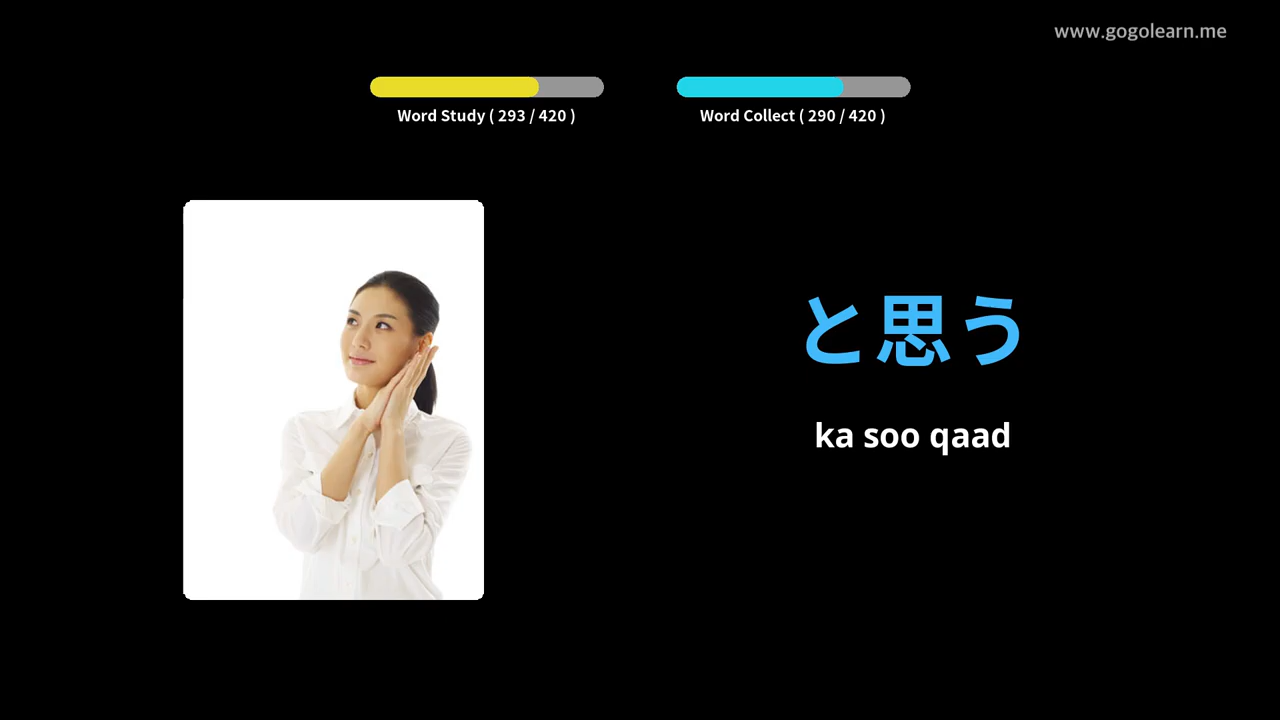 www.gogolearn.me
Word Study ( 293 / 420 )
Word Collect ( 290 / 420 )
と思う
ka soo qaad